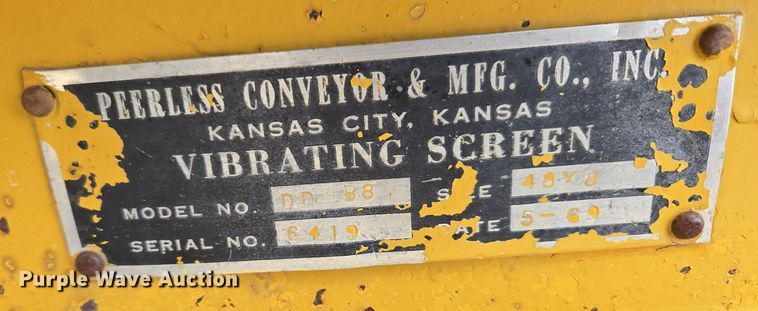 PEERLESS CONVEYOR & MFG. CO., INC.
KANSAS CITY, KANSAS
VIBRATING SCREEN
MODEL NO. DD-88 SIZE 48X8
SERIAL NO. 6419 DATE 5-69
Purple Wave Auction